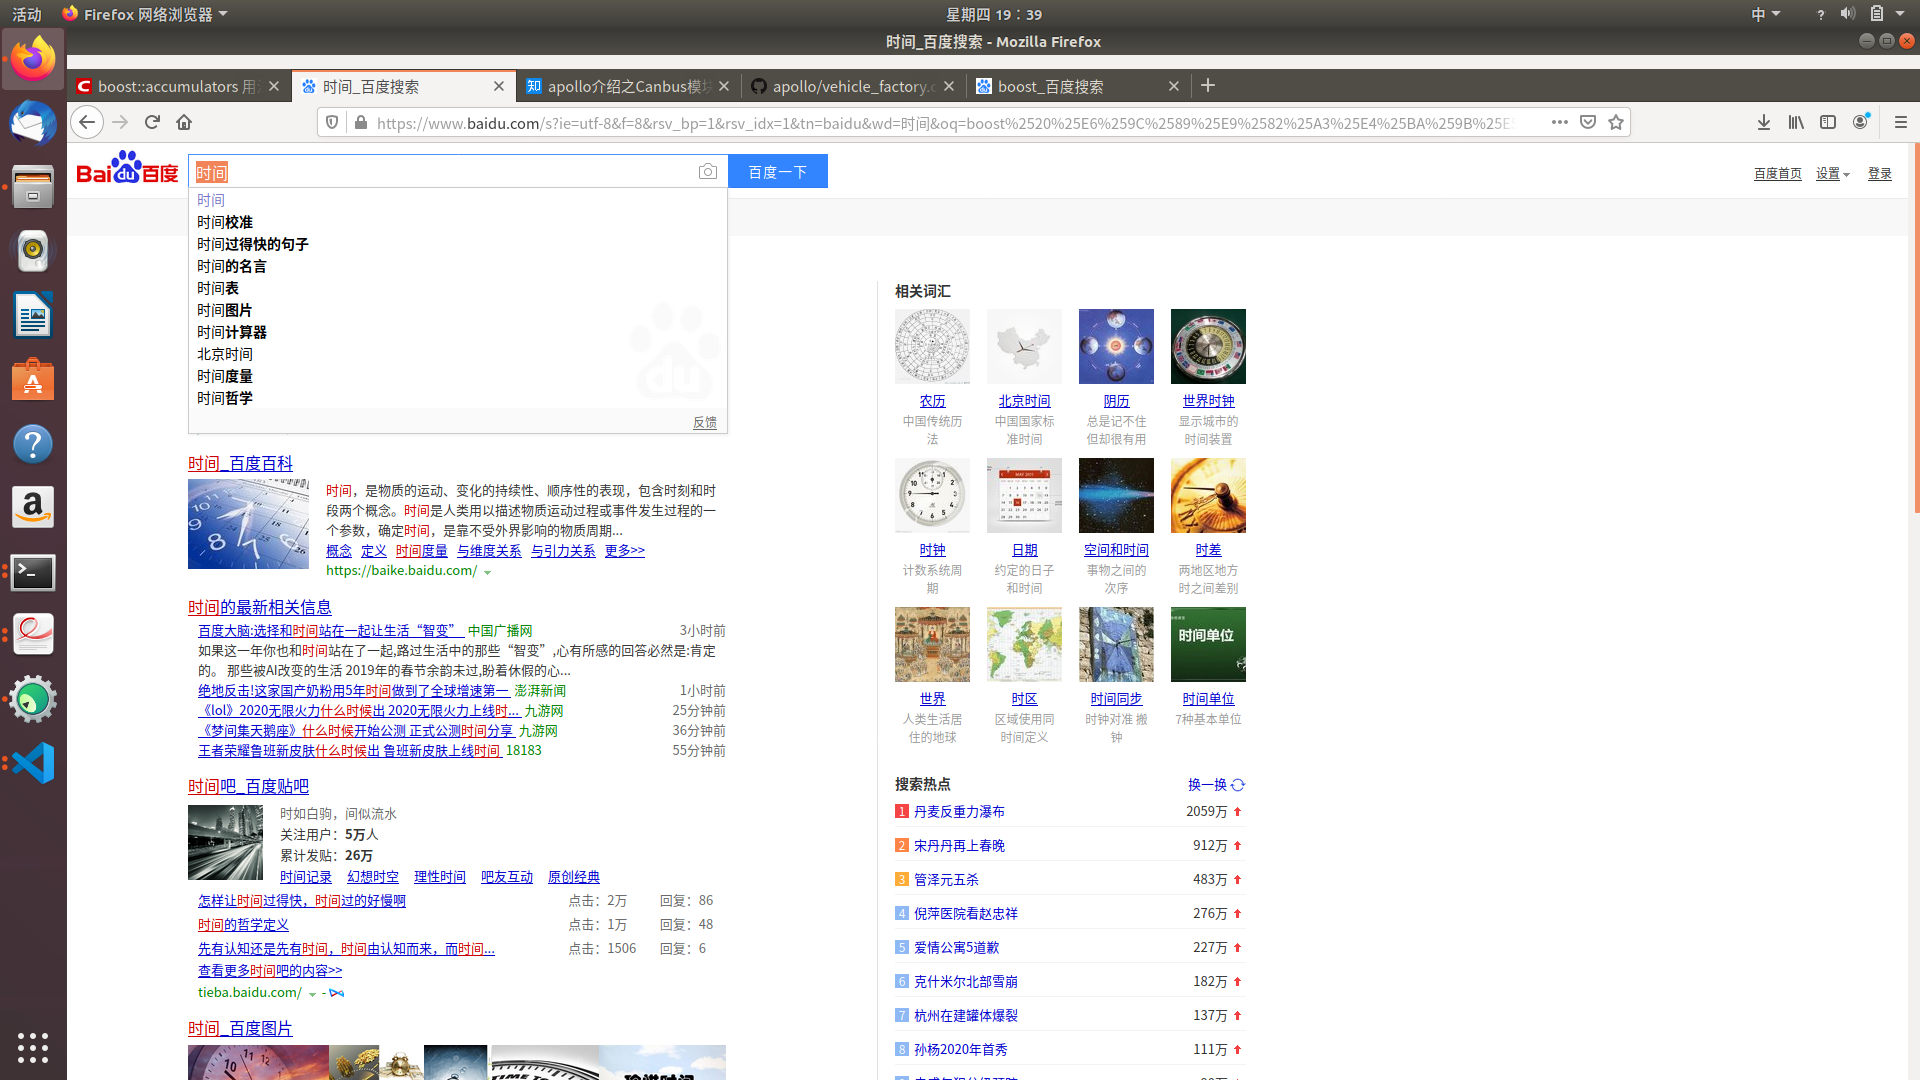 活动
Firefox 网络浏览器
星期四 19：39
中
?
时间_百度搜索 - Mozilla Firefox
boost::accumulators 用
时间_百度搜索
apollo介绍之Canbus模
apollo/vehicle_factory.c
boost_百度搜索
https://www.baidu.com/s?ie=utf-8&f=8&rsv_bp=1&rsv_idx=1&tn=baidu&wd=时间&oq=boost%2520%25E6%259C%2589%25E9%2582%25A3%25E4%25BA%259B%25E
Bai du 百度
时间
百度一下
百度首页 设置 登录
时间
时间校准
时间过得快的句子
时间的名言
时间表
时间图片
时间计算器
北京时间
时间度量
时间哲学
du
反馈
时间_百度百科
时间，是物质的运动、变化的持续性、顺序性的表现，包含时刻和时
段两个概念。时间是人类用以描述物质运动过程或事件发生过程的一
个参数，确定时间，是靠不受外界影响的物质周期...
概念 定义 时间度量 与维度关系 与引力关系 更多>>
https://baike.baidu.com/
时间的最新相关信息
百度大脑:选择和时间站在一起让生活“智变” 中国广播网 3小时前
如果这一年你也和时间站在了一起,路过生活中的那些“智变”,心有所感的回答必然是:肯定
的。 那些被AI改变的生活 2019年的春节余韵未过,盼着休假的心...
绝地反击!这家国产奶粉用5年时间做到了全球增速第一 澎湃新闻 1小时前
《lol》2020无限火力什么时候出 2020无限火力上线时... 九游网 25分钟前
《梦间集天鹅座》什么时候开始公测 正式公测时间分享 九游网 36分钟前
王者荣耀鲁班新皮肤什么时候出 鲁班新皮肤上线时间 18183 55分钟前
时间吧_百度贴吧
时如白驹，间似流水
关注用户：5万人
累计发贴：26万
时间记录 幻想时空 理性时间 吧友互动 原创经典
怎样让时间过得快，时间过的好慢啊 点击：2万 回复：86
时间的哲学定义 点击：1万 回复：48
先有认知还是先有时间，时间由认知而来，而时间... 点击：1506 回复：6
查看更多时间吧的内容>>
tieba.baidu.com/ -
时间_百度图片
相关词汇
农历 北京时间 阴历 世界时钟
中国传统历 中国国家标 总是记不住 显示城市的
法 准时间 但却很有用 时间装置
时钟 日期 空间和时间 时差
计数系统周 约定的日子 事物之间的 两地区地方
期 和时间 次序 时之间差别
时间单位
世界 时区 时间同步 时间单位
人类生活居 区域使用同 时钟对准 搬 7种基本单位
住的地球 时间定义 钟
搜索热点 换一换
1 丹麦反重力瀑布 2059万
2 宋丹丹再上春晚 912万
3 管泽元五杀 483万
4 倪萍医院看赵忠祥 276万
5 爱情公寓5道歉 227万
6 克什米尔北部雪崩 182万
7 杭州在建罐体爆裂 137万
8 孙杨2020年首秀 111万